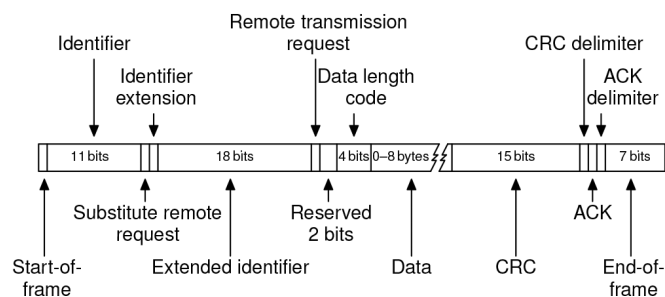 Identifier
Identifier
extension
Remote transmission
request
Data length
code
CRC delimiter
ACK
delimiter
11 bits
18 bits
4 bits
0–8 bytes
15 bits
7 bits
Start-of-
frame
Substitute remote
request
Extended identifier
Reserved
2 bits
Data
CRC
ACK
End-of-
frame